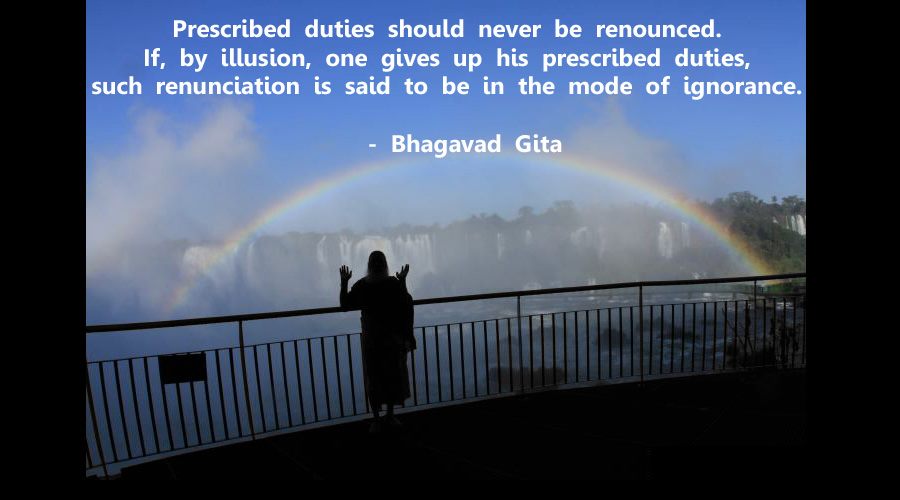 Prescribed duties should never be renounced.
If, by illusion, one gives up his prescribed duties,
such renunciation is said to be in the mode of ignorance.
- Bhagavad Gita